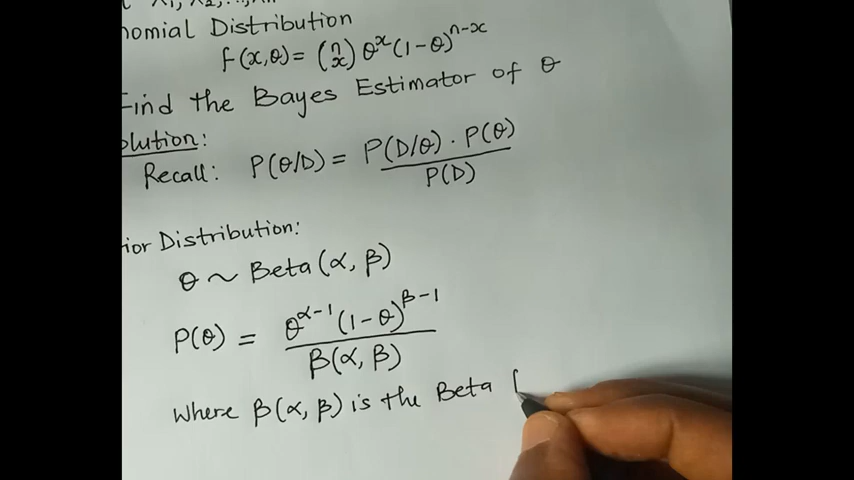 nomial Distribution
f(x,θ) = (n x) θ^x (1-θ)^n-x
Find the Bayes Estimator of θ
olution:
Recall: P(θ/D) = P(D/θ) . P(θ) / P(D)
ior Distribution:
θ ~ Beta(α, β)
P(θ) = θ^α-1 (1-θ)^β-1 / β(α, β)
Where β(α, β) is the Beta